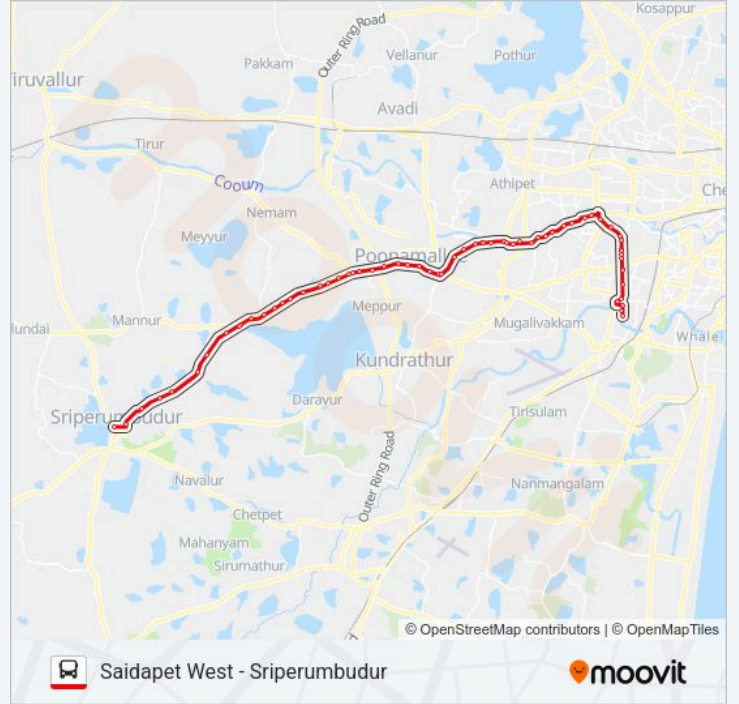 Kosappur
Outer Ring Road
Vellanur
Pothur
Pakkam
Tiruvallur
Avadi
Tirur
Cooum
Athipet
Che
Nemam
Meyyur
Poonamallee
Meppur
Mannur
lundai
Mugalivakkam
Whale
Kundrathur
Daravur
Tirisulam
Sriperumbudur
Outer Ring Road
Navalur
Nanmangalam
Chetpet
Mahanyam
Sirumathur
© OpenStreetMap contributors | © OpenMapTiles
Saidapet West - Sriperumbudur
moovit